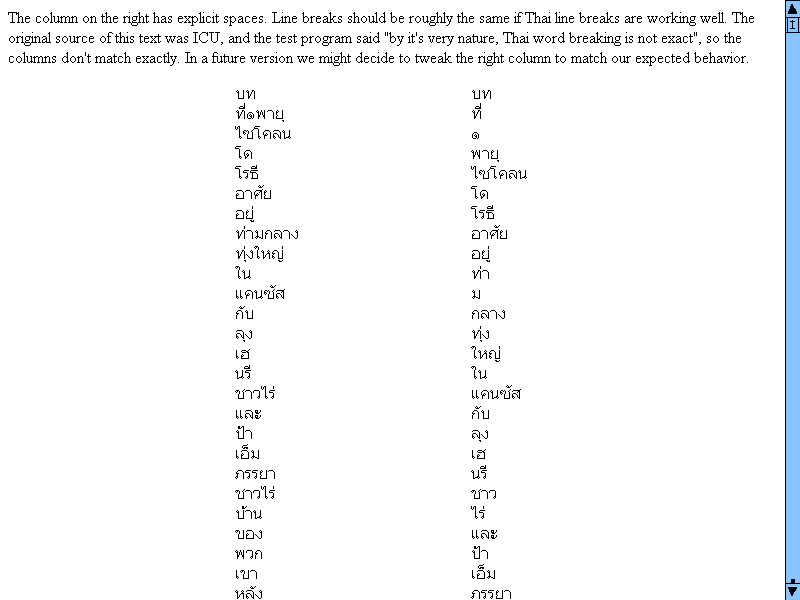 The column on the right has explicit spaces. Line breaks should be roughly the same if Thai line breaks are working well. The
original source of this text was ICU, and the test program said "by it's very nature, Thai word breaking is not exact", so the
columns don't match exactly. In a future version we might decide to tweak the right column to match our expected behavior.
บท
ที่๑พายุ
ไซโคลน
โด
โรธี
อาศัย
อยู่
ท่ามกลาง
ทุ่งใหญ่
ใน
แคนซัส
กับ
ลุง
เฮ
นรี
ชาวไร่
และ
ป้า
เอ็ม
ภรรยา
ชาวไร่
บ้าน
ของ
พวก
เขา
หลัง
บท
ที่
๑
พายุ
ไซโคลน
โด
โรธี
อาศัย
อยู่
ท่า
ม
กลาง
ทุ่ง
ใหญ่
ใน
แคนซัส
กับ
ลุง
เฮ
นรี
ชาว
ไร่
และ
ป้า
เอ็ม
ภรรยา